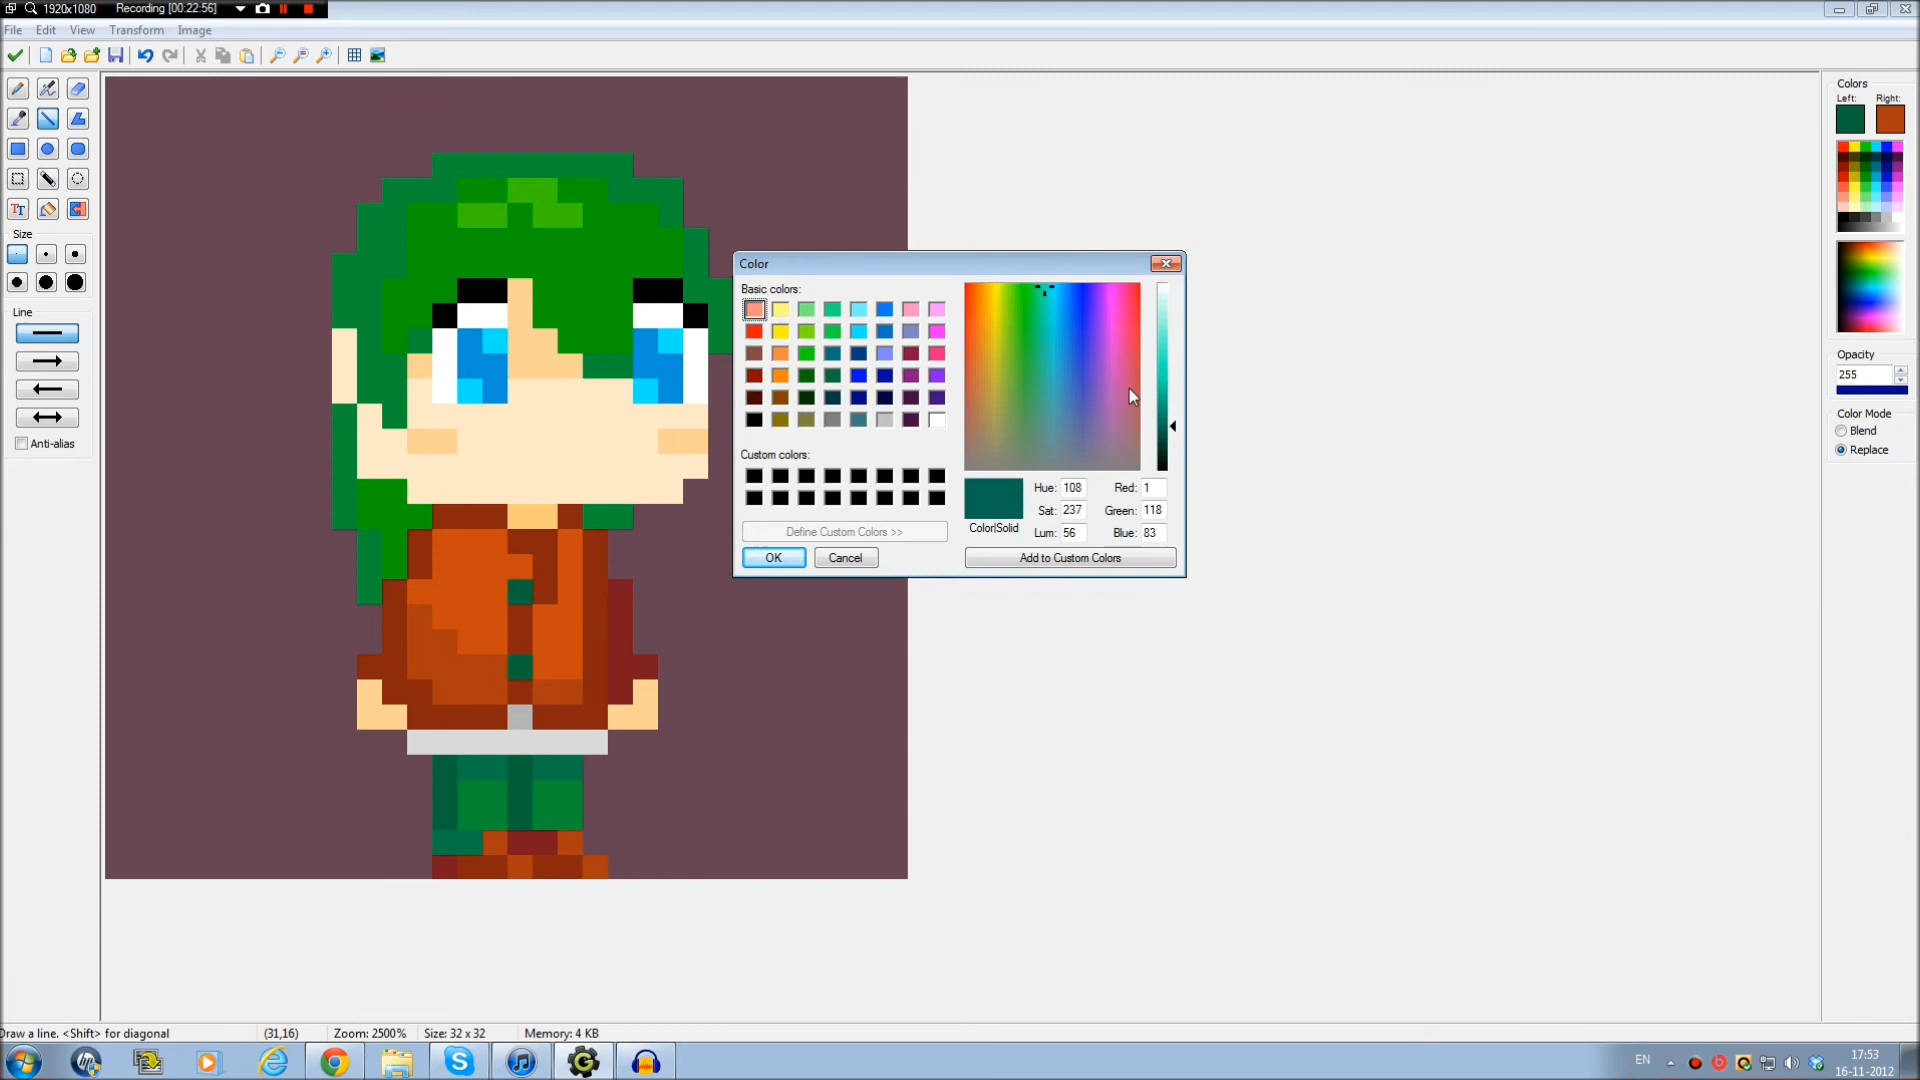 1920x1080 Recording [00:22:56]
File Edit View Transform Image
Colors
Left: Right:
TT
Size
Color
Basic colors:
Line
Opacity
255
Color Mode
Blend
Replace
Anti-alias
Custom colors:
Hue: 108 Red: 1
Sat: 237 Green: 118
Color|Solid
Lum: 56 Blue: 83
Define Custom Colors >>
OK Cancel Add to Custom Colors
Draw a line. <Shift> for diagonal (31,16) Zoom: 2500% Size: 32 x 32 Memory: 4 KB
EN
17:53
16-11-2012